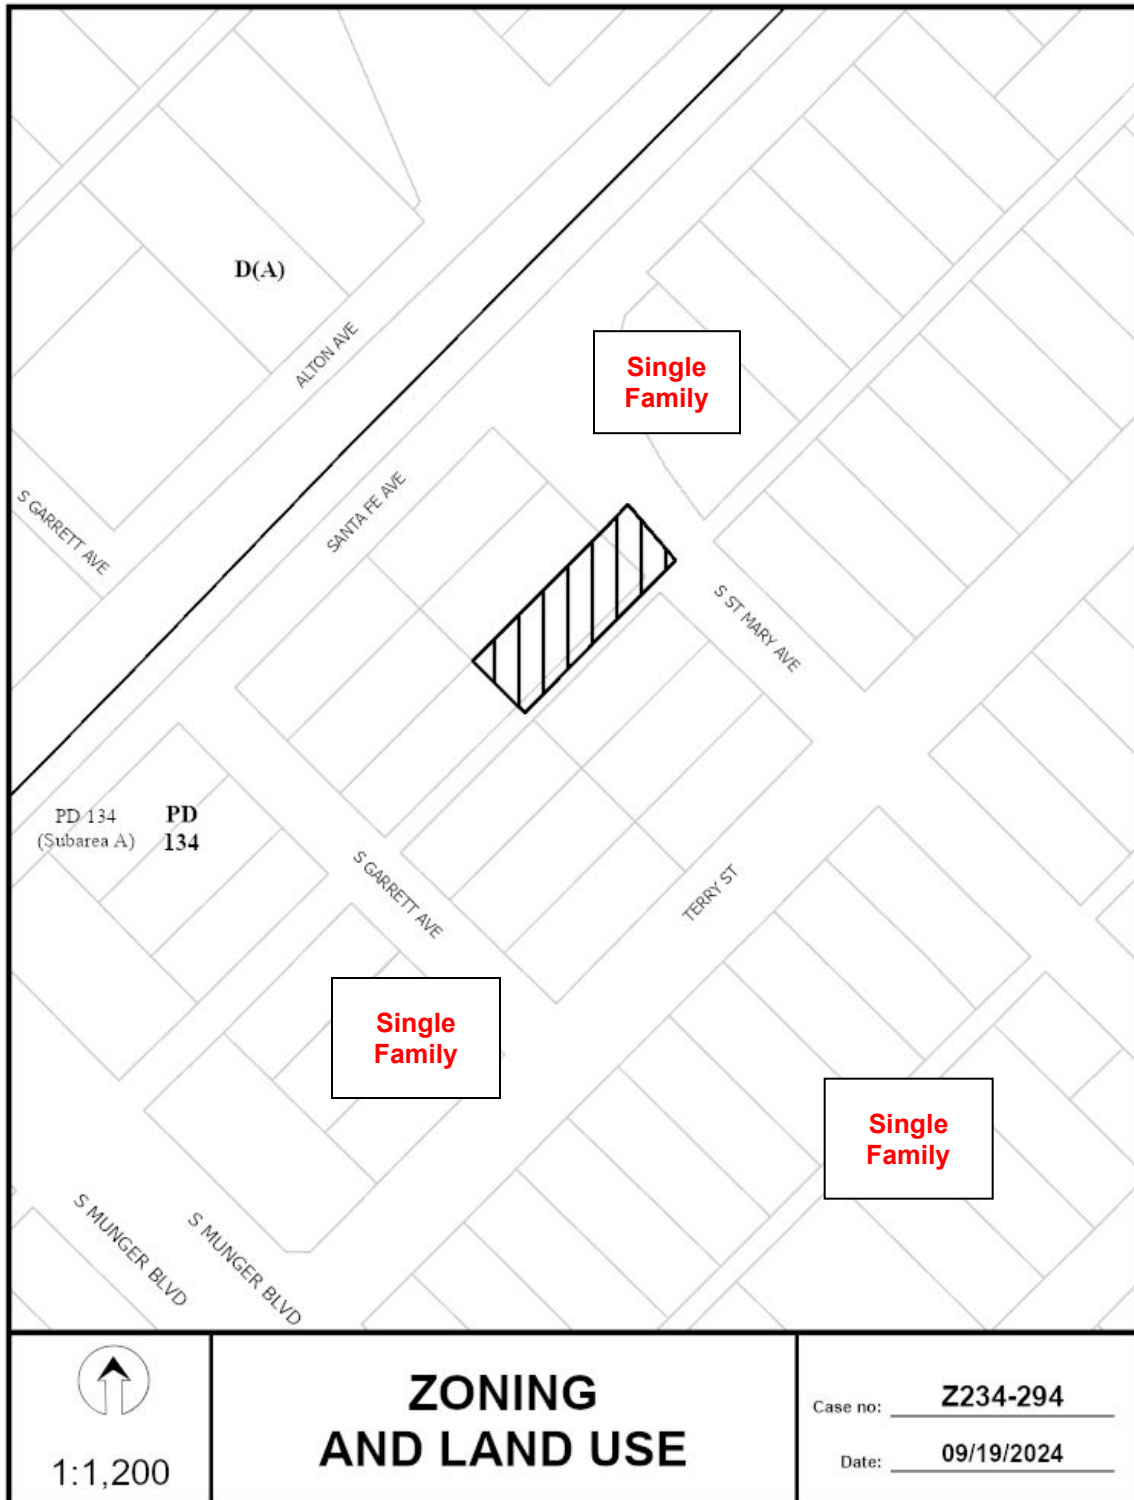 D(A)
ALTON AVE
Single
Family
S GARRETT AVE
SANTA FE AVE
S ST MARY AVE
PD 134
(Subarea A)
PD
134
S GARRETT AVE
TERRY ST
Single
Family
Single
Family
S MUNGER BLVD
S MUNGER BLVD
1:1,200
ZONING
AND LAND USE
Case no: Z234-294
Date: 09/19/2024